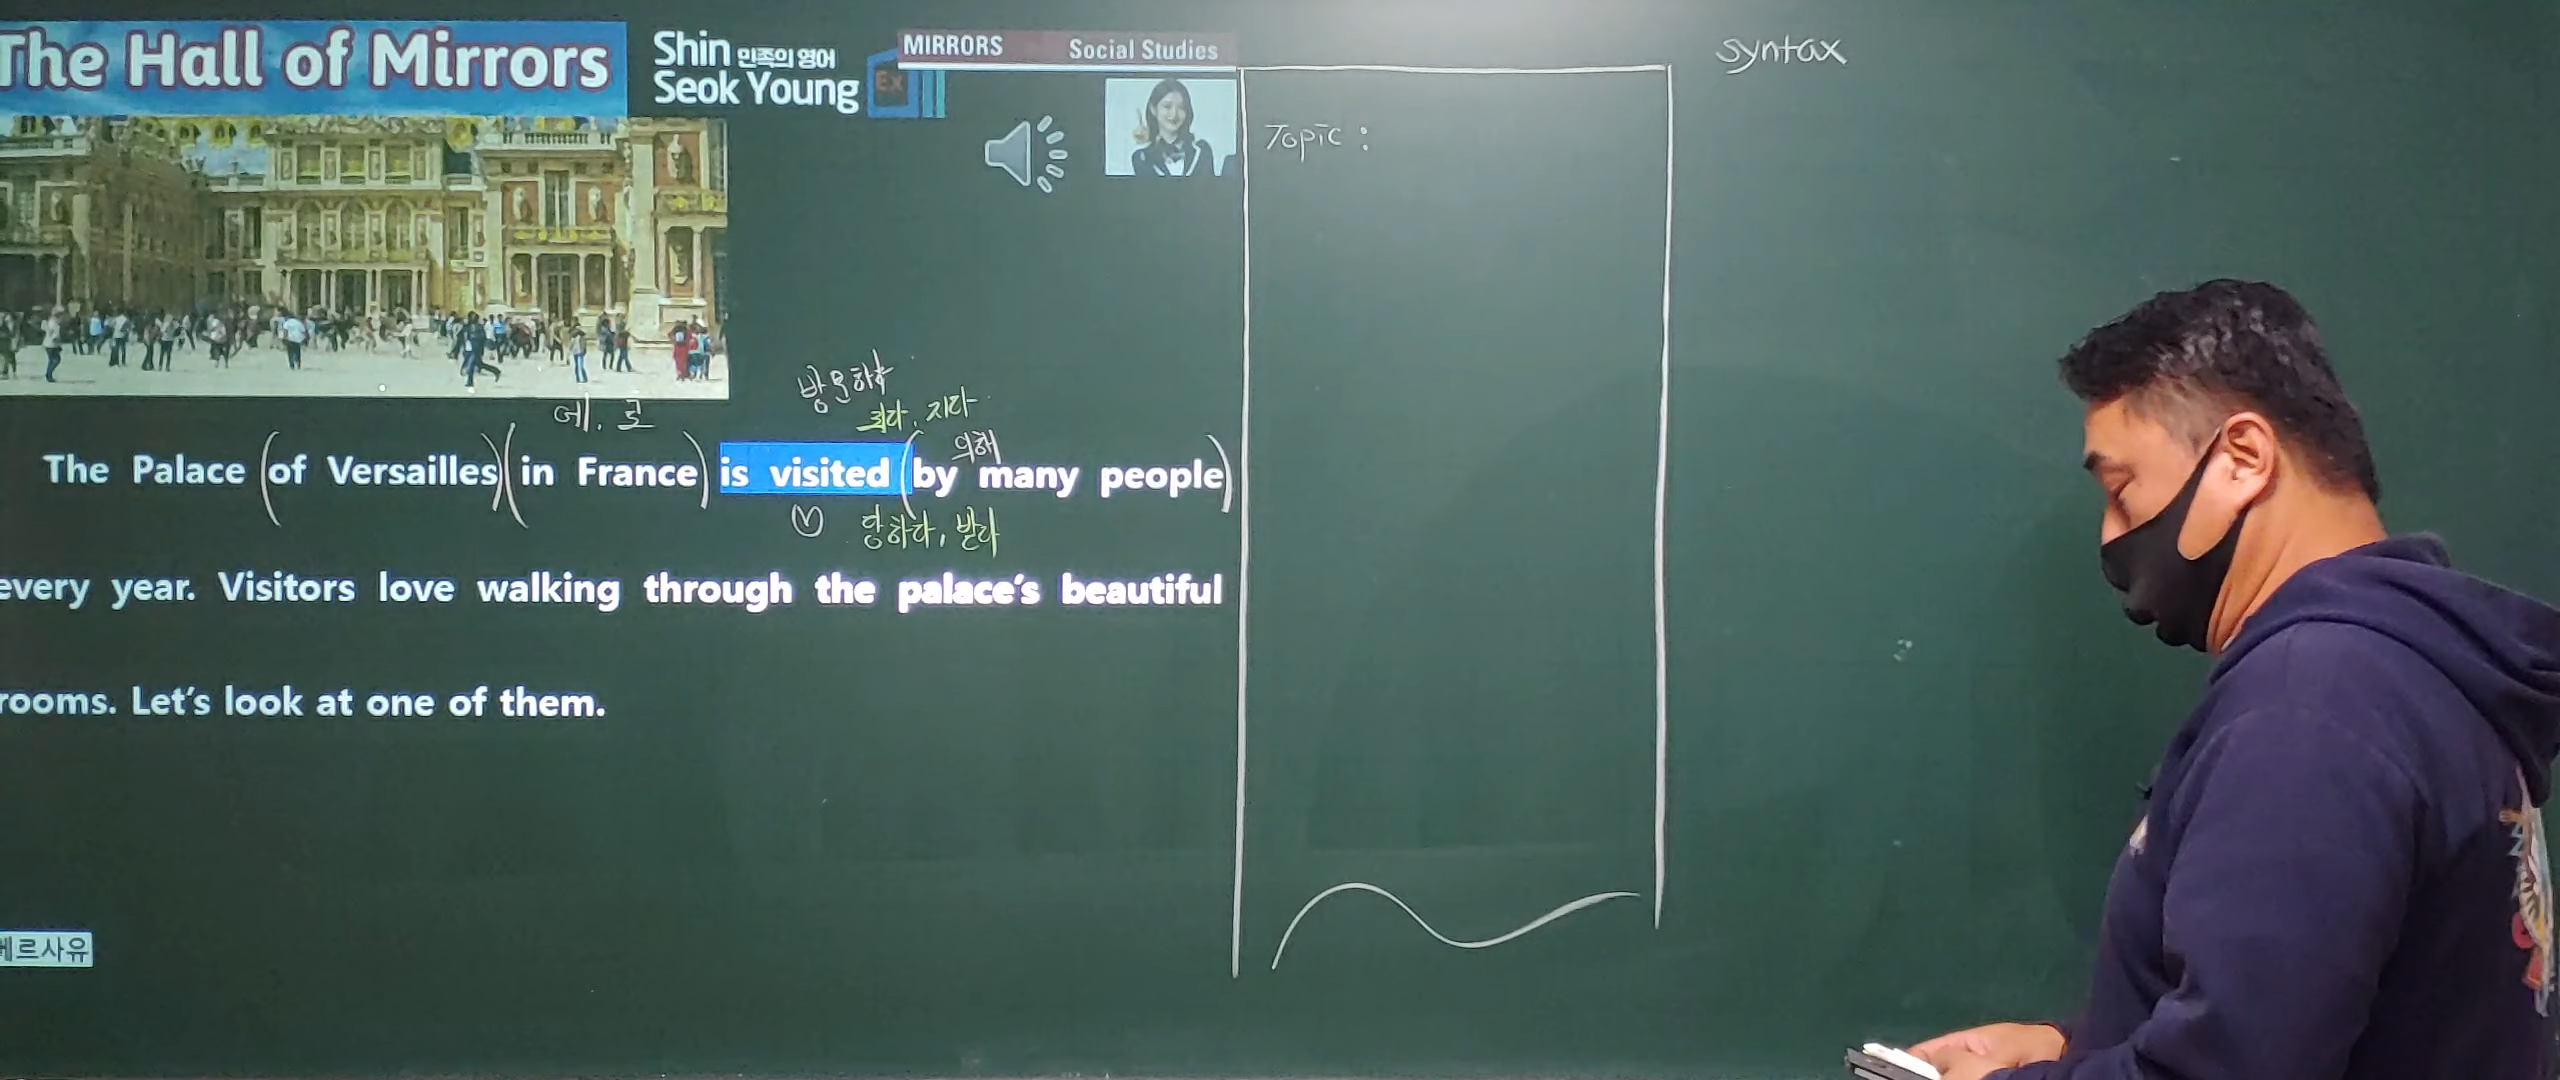 The Hall of Mirrors
Shin 민족의 영어
Seok Young
Ex
MIRRORS Social Studies
syntax
Topic :
방문하다
되다, 지다
에, 로
의해
The Palace (of Versailles) (in France) is visited (by many people)
V
당하다, 받다
every year. Visitors love walking through the palace's beautiful
rooms. Let's look at one of them.
베르사유